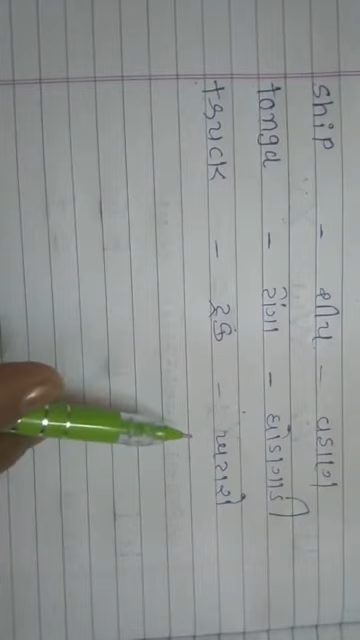 ship - શીપ - વહાણ
tonga - ટાંગા - ઘોડાગાડી
truck - ટ્રક - ખટારો